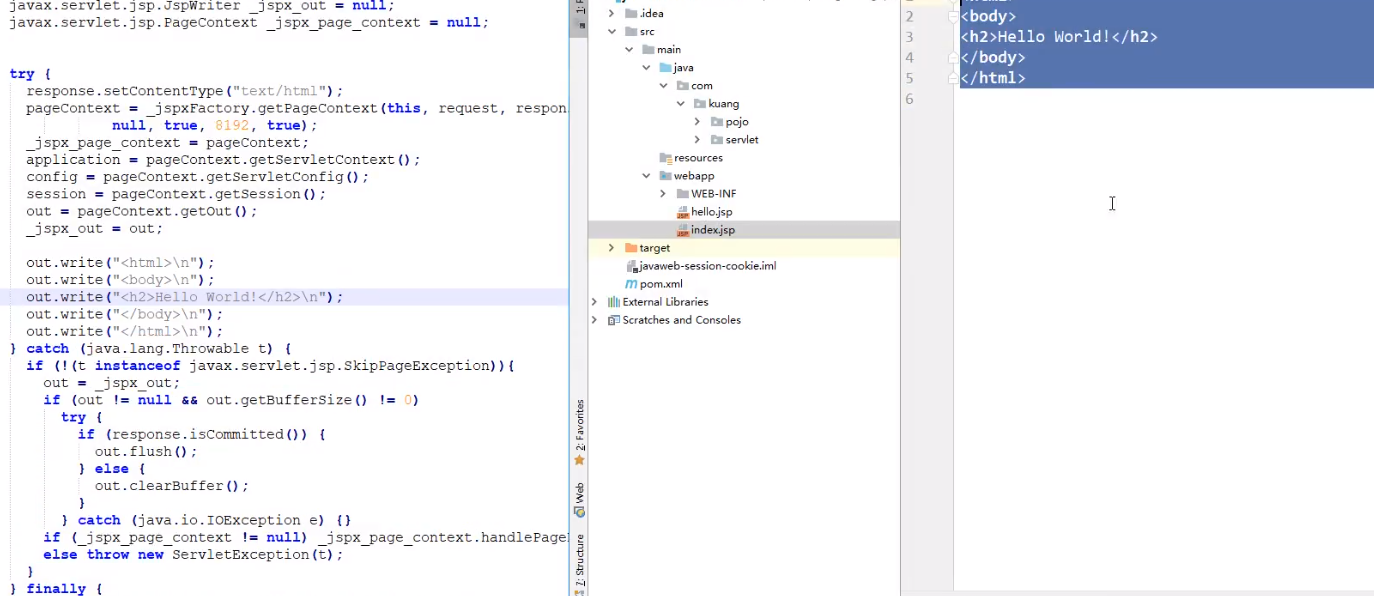 javax.servlet.jsp.JspWriter _jspx_out = null;
javax.servlet.jsp.PageContext _jspx_page_context = null;
try {
response.setContentType("text/html");
pageContext = _jspxFactory.getPageContext(this, request, respon
null, true, 8192, true);
_jspx_page_context = pageContext;
application = pageContext.getServletContext();
config = pageContext.getServletConfig();
session = pageContext.getSession();
out = pageContext.getOut();
_jspx_out = out;
out.write("<html>\n");
out.write("<body>\n");
out.write("<h2>Hello World!</h2>\n");
out.write("</body>\n");
out.write("</html>\n");
} catch (java.lang.Throwable t) {
if (!(t instanceof javax.servlet.jsp.SkipPageException)){
out = _jspx_out;
if (out != null && out.getBufferSize() != 0)
try {
if (response.isCommitted()) {
out.flush();
} else {
out.clearBuffer();
}
} catch (java.io.IOException e) {}
if (_jspx_page_context != null) _jspx_page_context.handlePage
else throw new ServletException(t);
}
} finally {
2: Favorites
Web
7: Structure
.idea
src
main
java
com
kuang
pojo
servlet
resources
webapp
WEB-INF
hello.jsp
index.jsp
target
javaweb-session-cookie.iml
pom.xml
External Libraries
Scratches and Consoles
2 <body>
3 <h2>Hello World!</h2>
4 </body>
5 </html>
6